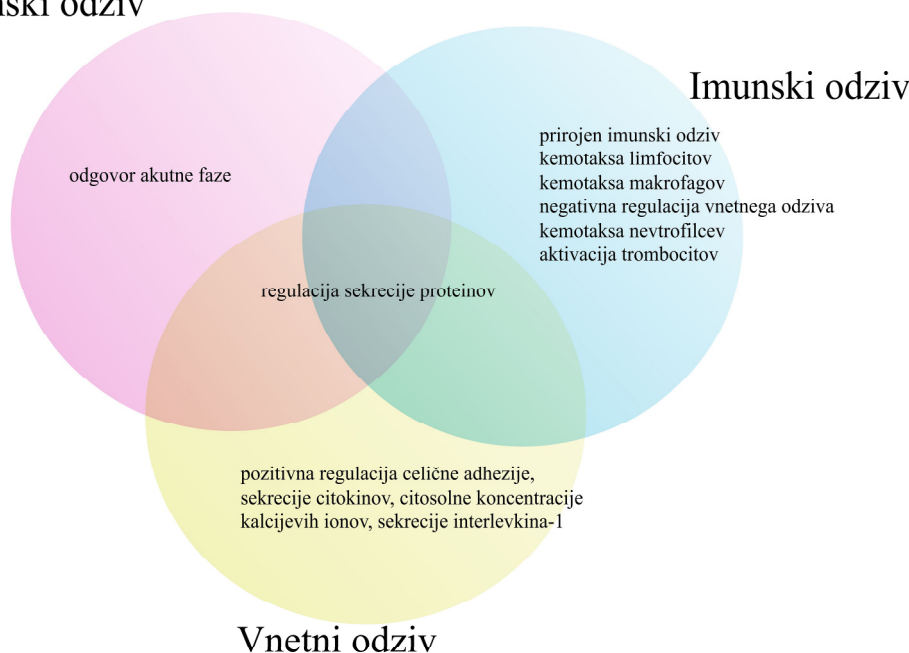 odziv
Imunski odziv
prirojen imunski odziv
kemotaksa limfocitov
kemotaksa makrofagov
negativna regulacija vnetnega odziva
kemotaksa nevtrofilcev
aktivacija trombocitov
odgovor akutne faze
regulacija sekrecije proteinov
pozitivna regulacija celične adhezije,
sekrecije citokinov, citosolne koncentracije
kalcijevih ionov, sekrecije interlevkina-1
Vnetni odziv